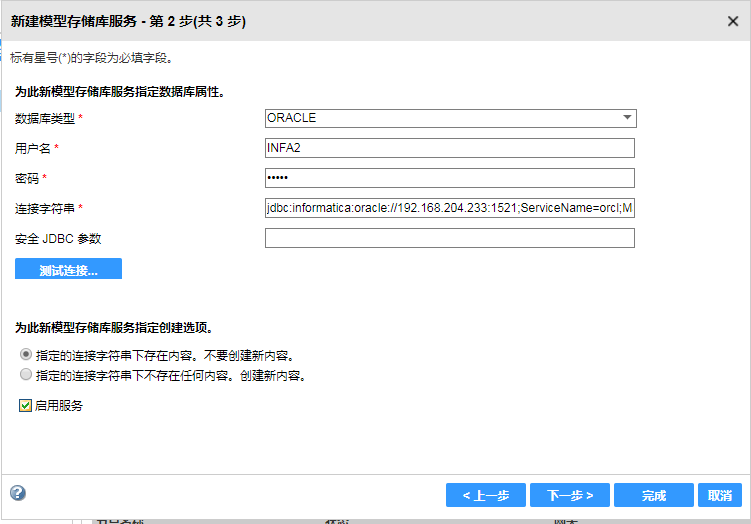 新建模型存储库服务 - 第 2 步(共 3 步)
标有星号(*)的字段为必填字段。
为此新模型存储库服务指定数据库属性。
数据库类型 * ORACLE
用户名 * INFA2
密码 * •••••
连接字符串 * jdbc:informatica:oracle://192.168.204.233:1521;ServiceName=orcl;M
安全 JDBC 参数
测试连接...
为此新模型存储库服务指定创建选项。
指定的连接字符串下存在内容。不要创建新内容。
指定的连接字符串下不存在任何内容。创建新内容。
启用服务
< 上一步 下一步 > 完成 取消